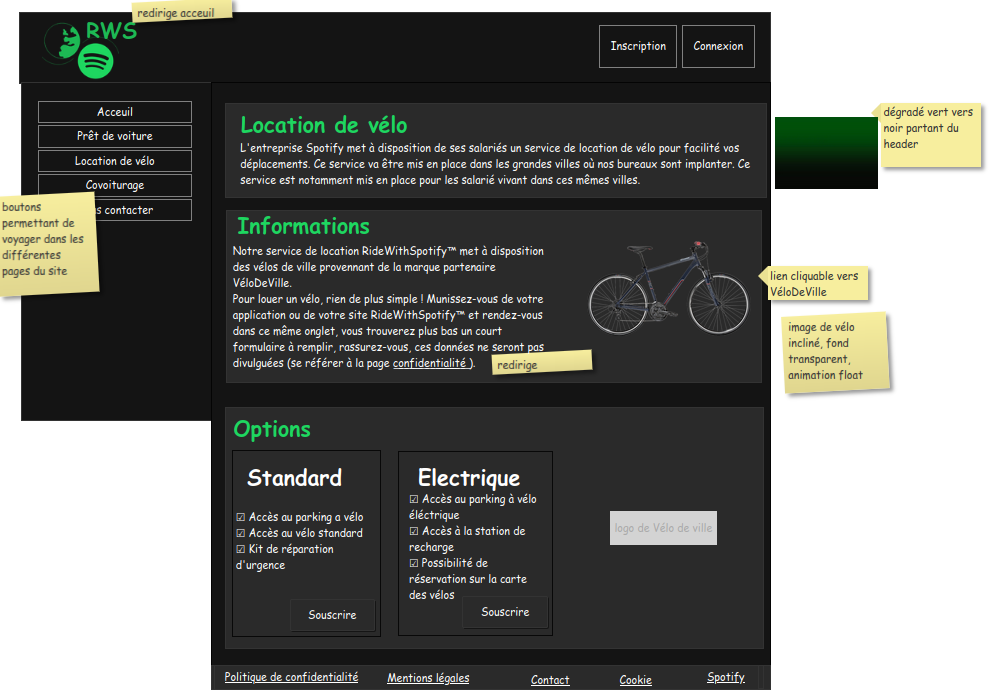 redirige acceuil
RWS
Inscription
Connexion
Acceuil
Prêt de voiture
Location de vélo
Covoiturage
s contacter
boutons
permettant de
voyager dans les
différentes
pages du site
Location de vélo
L'entreprise Spotify met à disposition de ses salariés un service de location de vélo pour facilité vos
déplacements. Ce service va être mis en place dans les grandes villes où nos bureaux sont implanter. Ce
service est notamment mis en place pour les salarié vivant dans ces mêmes villes.
dégradé vert vers
noir partant du
header
Informations
Notre service de location RideWithSpotify™ met à disposition
des vélos de ville provennant de la marque partenaire
VéloDeVille.
Pour louer un vélo, rien de plus simple ! Munissez-vous de votre
application ou de votre site RideWithSpotify™ et rendez-vous
dans ce même onglet, vous trouverez plus bas un court
formulaire à remplir, rassurez-vous, ces données ne seront pas
divulguées (se référer à la page confidentialité ).
redirige
lien cliquable vers
VéloDeVille
image de vélo
incliné, fond
transparent,
animation float
Options
Standard
☑ Accès au parking a vélo
☑ Accès au vélo standard
☑ Kit de réparation
d'urgence
Souscrire
Electrique
☑ Accès au parking à vélo
éléctrique
☑ Accès à la station de
recharge
☑ Possibilité de
réservation sur la carte
des vélos
Souscrire
logo de Vélo de ville
Politique de confidentialité
Mentions légales
Contact
Cookie
Spotify